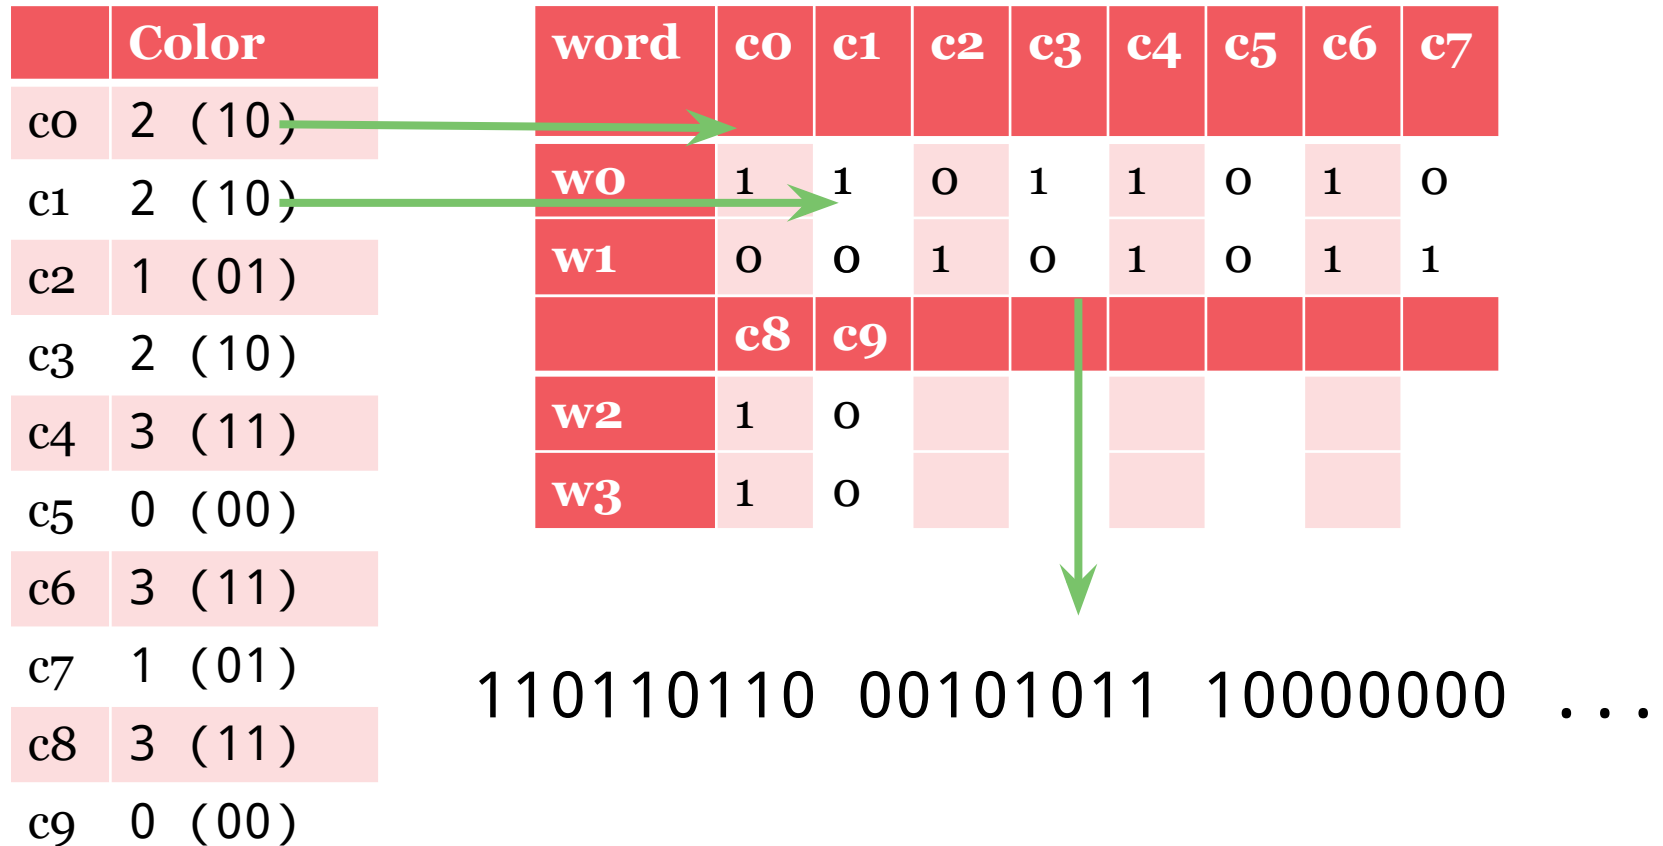 Color
c0 2 (10)
c1 2 (10)
c2 1 (01)
c3 2 (10)
c4 3 (11)
c5 0 (00)
c6 3 (11)
c7 1 (01)
c8 3 (11)
c9 0 (00)
word c0 c1 c2 c3 c4 c5 c6 c7
w0 1 1 0 1 1 0 1 0
w1 0 0 1 0 1 0 1 1
c8 c9
w2 1 0
w3 1 0
110110110 00101011 10000000 ...